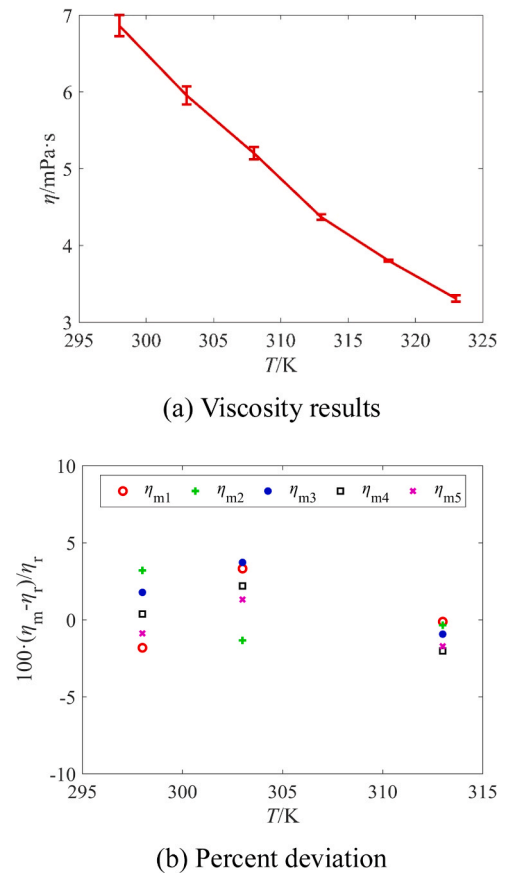 7
6
5
4
3
η/mPa·s
295 300 305 310 315 320 325
T/K
(a) Viscosity results
10
5
0
-5
-10
100·(ηm-ηr)/ηr
ηm1 ηm2 ηm3 ηm4 ηm5
295 300 305 310 315
T/K
(b) Percent deviation